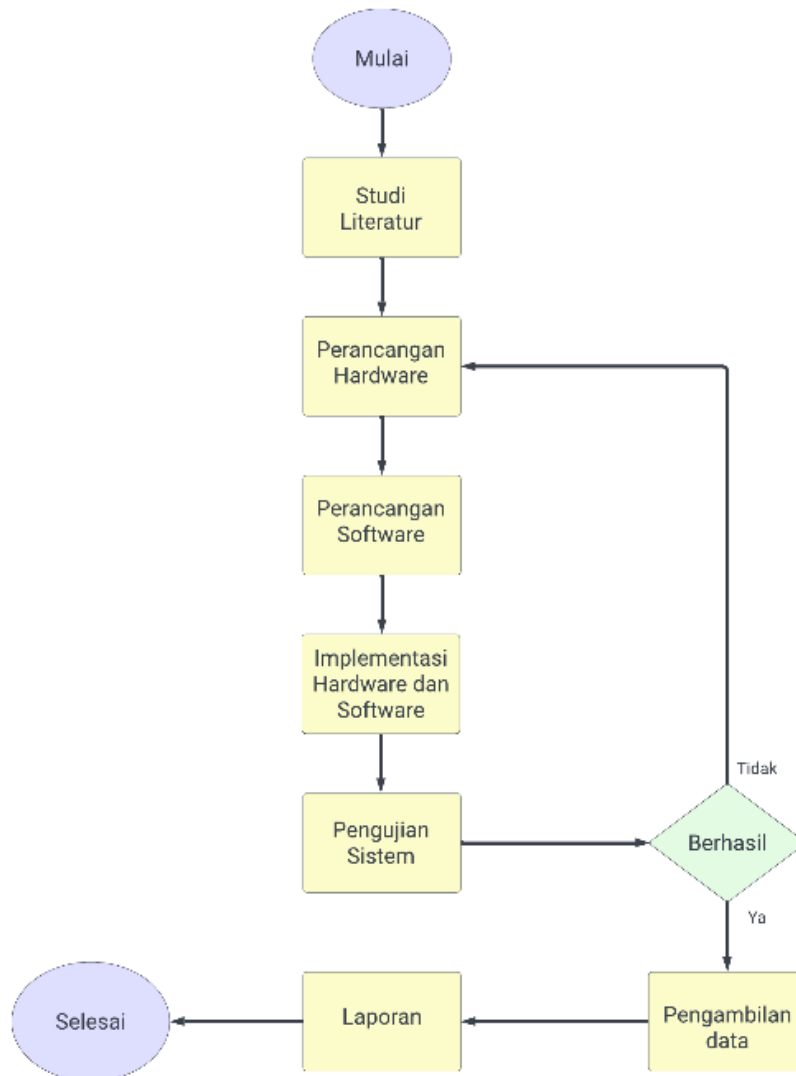 Mulai
Studi
Literatur
Perancangan
Hardware
Perancangan
Software
Implementasi
Hardware dan
Software
Pengujian
Sistem
Tidak
Berhasil
Ya
Pengambilan
data
Laporan
Selesai